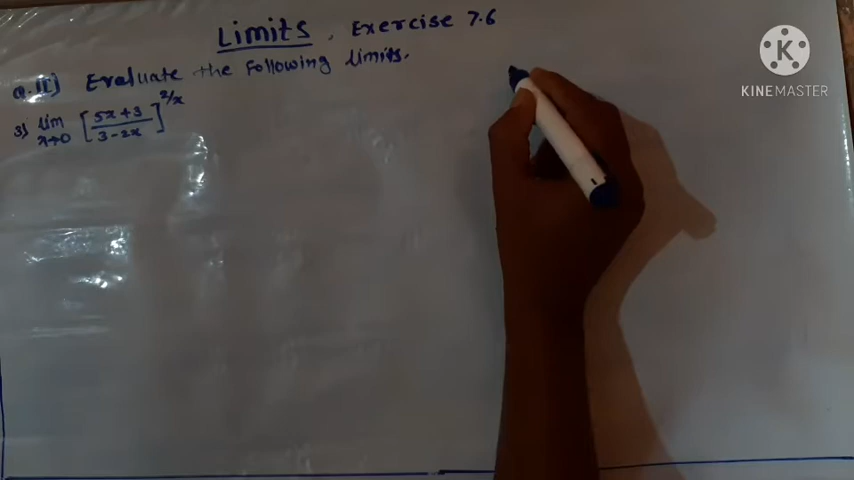 Limits, Exercise 7.6
Q.II] Evaluate the following limits.
3) lim x→0 [5x+3 / 3-2x]^2/x
K
KINEMASTER